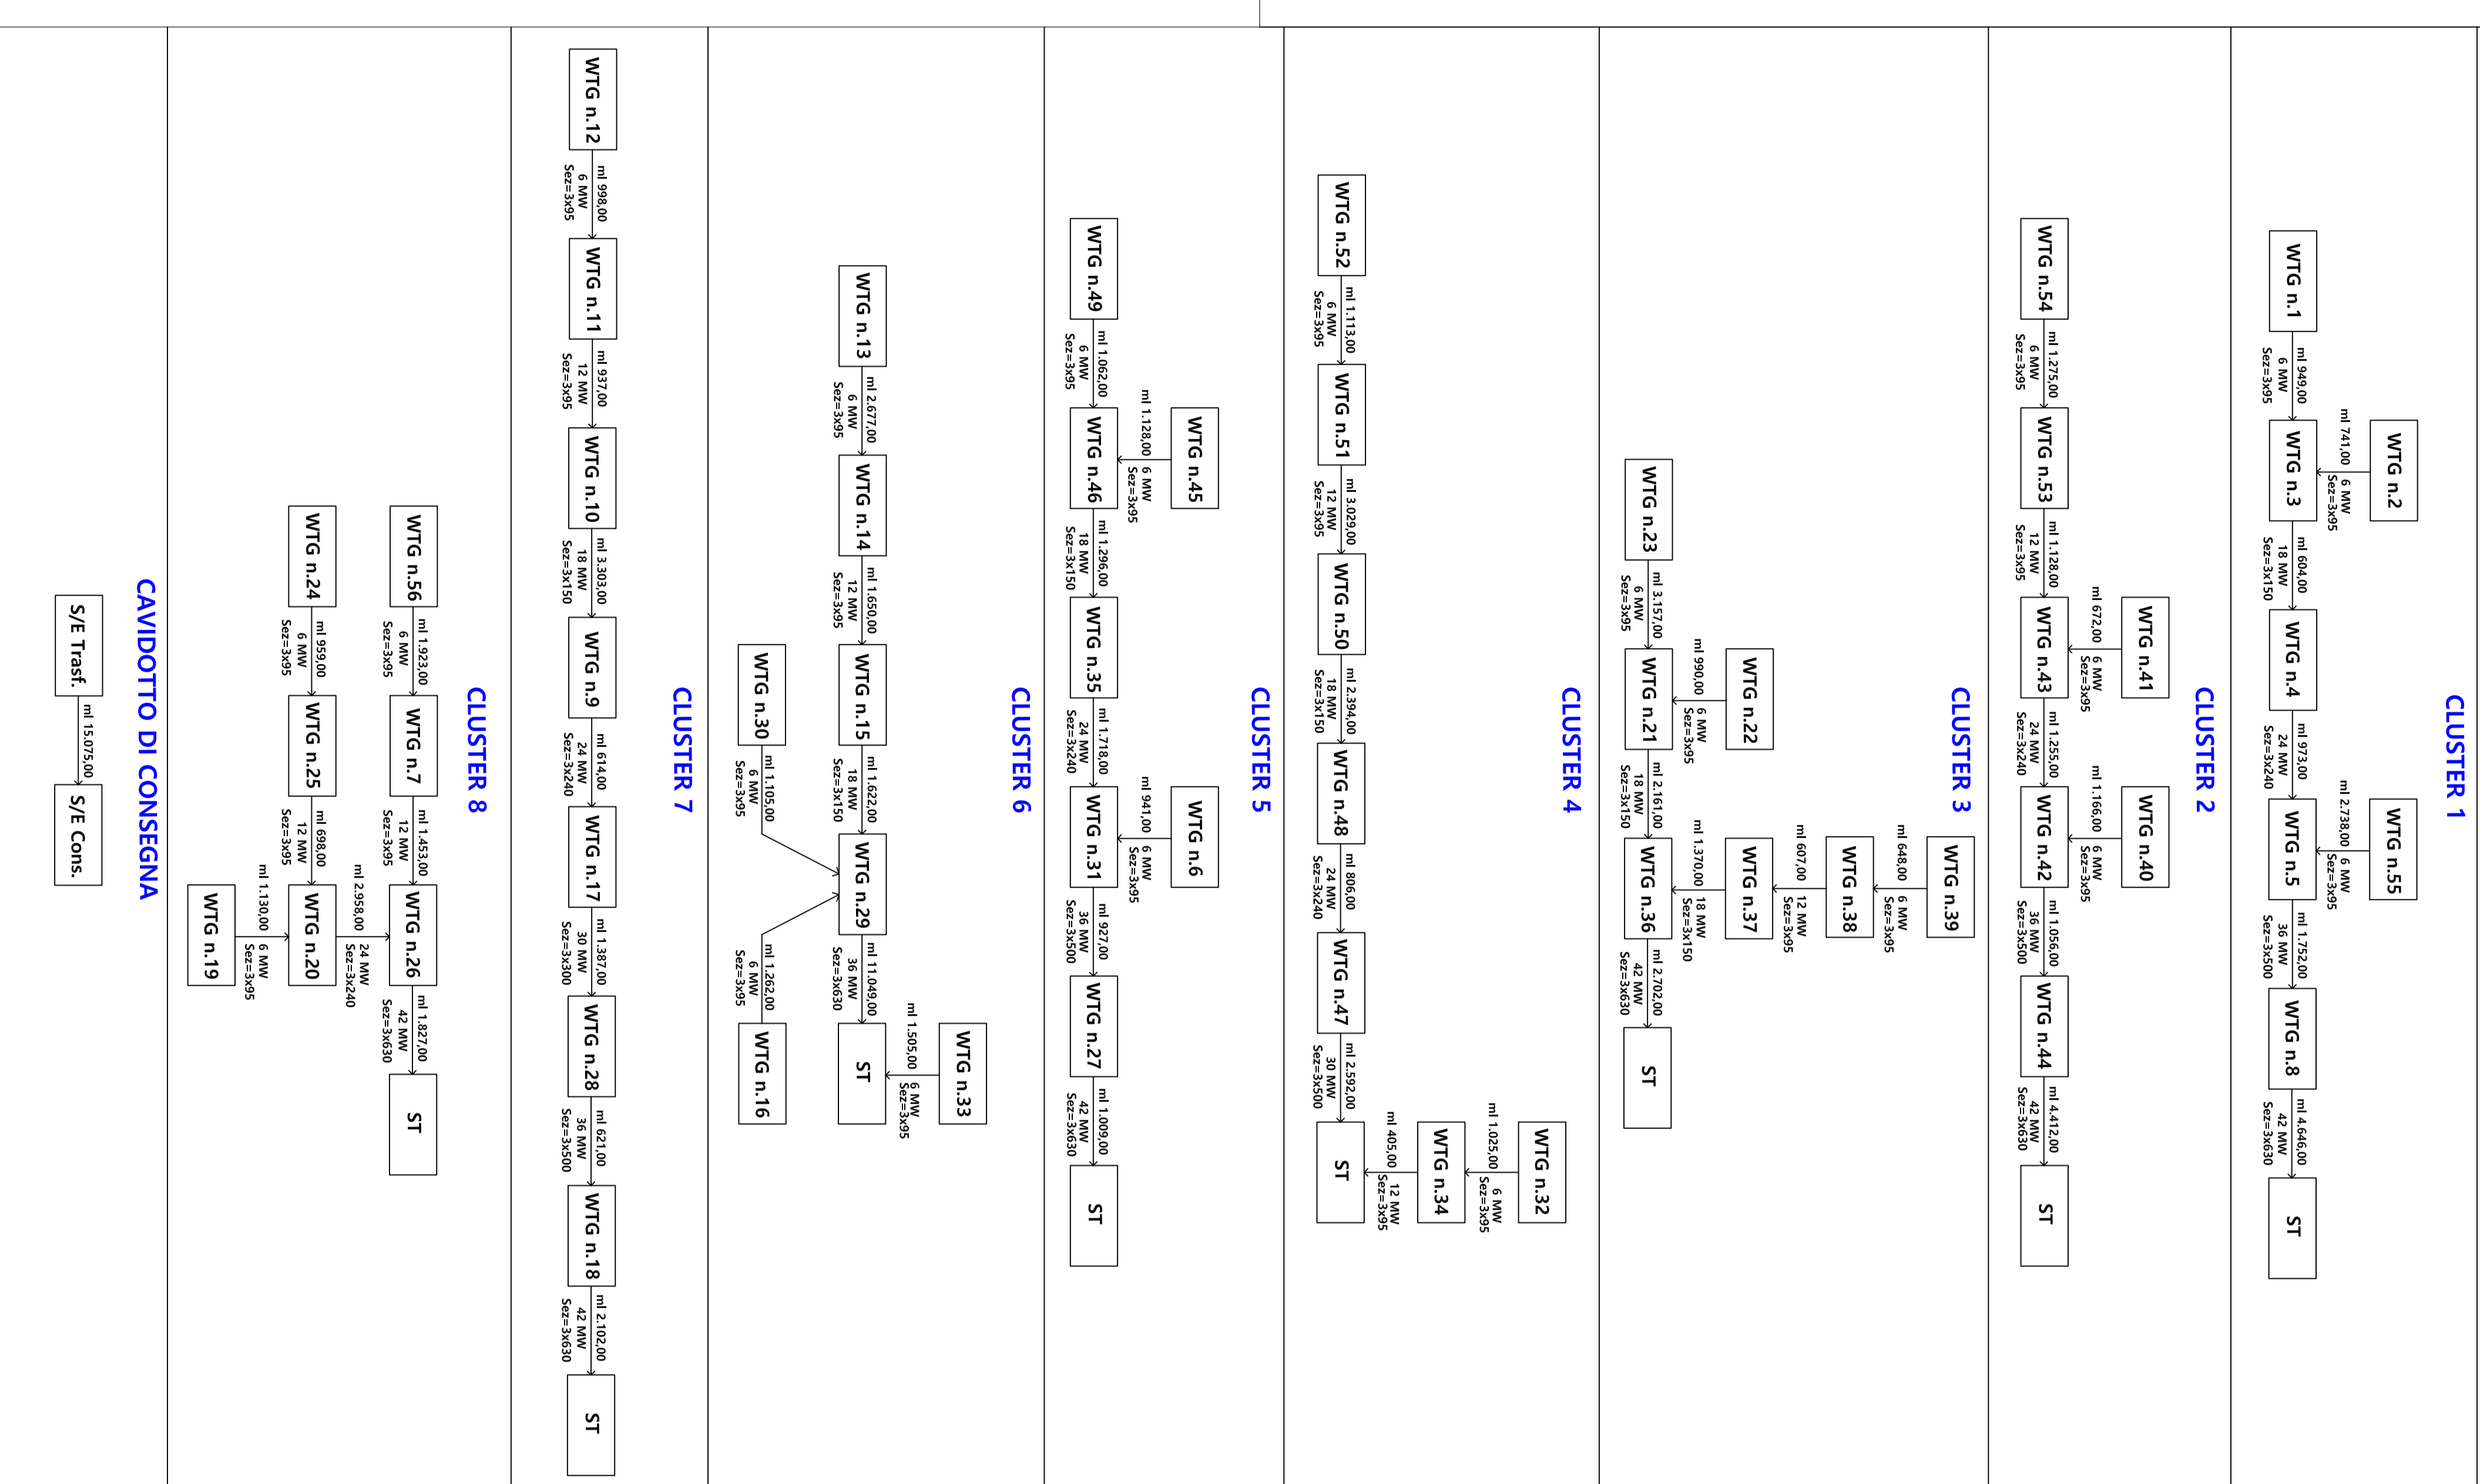 CLUSTER 1
WTG n.2
WTG n.55
ml 741,00
6 MW
Sez=3x95
ml 2.738,00
6 MW
Sez=3x95
WTG n.1
ml 949,00
6 MW
Sez=3x95
WTG n.3
ml 604,00
18 MW
Sez=3x150
WTG n.4
ml 973,00
24 MW
Sez=3x240
WTG n.5
ml 1.752,00
36 MW
Sez=3x500
WTG n.8
ml 4.646,00
42 MW
Sez=3x630
ST
CLUSTER 2
WTG n.41
WTG n.40
ml 672,00
6 MW
Sez=3x95
ml 1.166,00
6 MW
Sez=3x95
WTG n.54
ml 1.275,00
6 MW
Sez=3x95
WTG n.53
ml 1.128,00
12 MW
Sez=3x95
WTG n.43
ml 1.255,00
24 MW
Sez=3x240
WTG n.42
ml 1.056,00
36 MW
Sez=3x500
WTG n.44
ml 4.412,00
42 MW
Sez=3x630
ST
CLUSTER 3
WTG n.39
ml 648,00
6 MW
Sez=3x95
WTG n.38
ml 607,00
12 MW
Sez=3x95
WTG n.22
WTG n.37
ml 990,00
6 MW
Sez=3x95
ml 1.370,00
18 MW
Sez=3x150
WTG n.23
ml 3.157,00
6 MW
Sez=3x95
WTG n.21
ml 2.161,00
18 MW
Sez=3x150
WTG n.36
ml 2.702,00
42 MW
Sez=3x630
ST
CLUSTER 4
WTG n.32
ml 1.025,00
6 MW
Sez=3x95
WTG n.34
ml 405,00
12 MW
Sez=3x95
WTG n.52
ml 1.113,00
6 MW
Sez=3x95
WTG n.51
ml 3.029,00
12 MW
Sez=3x95
WTG n.50
ml 2.394,00
18 MW
Sez=3x150
WTG n.48
ml 806,00
24 MW
Sez=3x240
WTG n.47
ml 2.592,00
30 MW
Sez=3x500
ST
CLUSTER 5
WTG n.45
WTG n.6
ml 1.128,00
6 MW
Sez=3x95
ml 941,00
6 MW
Sez=3x95
WTG n.49
ml 1.062,00
6 MW
Sez=3x95
WTG n.46
ml 1.296,00
18 MW
Sez=3x150
WTG n.35
ml 1.718,00
24 MW
Sez=3x240
WTG n.31
ml 927,00
36 MW
Sez=3x500
WTG n.27
ml 1.009,00
42 MW
Sez=3x630
ST
CLUSTER 6
WTG n.33
ml 1.505,00
6 MW
Sez=3x95
WTG n.13
ml 2.677,00
6 MW
Sez=3x95
WTG n.14
ml 1.650,00
12 MW
Sez=3x95
WTG n.15
ml 1.622,00
18 MW
Sez=3x150
WTG n.29
ml 11.049,00
36 MW
Sez=3x630
ST
WTG n.30
ml 1.105,00
6 MW
Sez=3x95
ml 1.262,00
6 MW
Sez=3x95
WTG n.16
CLUSTER 7
WTG n.12
ml 998,00
6 MW
Sez=3x95
WTG n.11
ml 937,00
12 MW
Sez=3x95
WTG n.10
ml 3.303,00
18 MW
Sez=3x150
WTG n.9
ml 614,00
24 MW
Sez=3x240
WTG n.17
ml 1.387,00
30 MW
Sez=3x300
WTG n.28
ml 621,00
36 MW
Sez=3x500
WTG n.18
ml 2.102,00
42 MW
Sez=3x630
ST
CLUSTER 8
WTG n.56
ml 1.923,00
6 MW
Sez=3x95
WTG n.7
ml 1.453,00
12 MW
Sez=3x95
WTG n.26
ml 1.827,00
42 MW
Sez=3x630
ST
ml 2.958,00
24 MW
Sez=3x240
WTG n.24
ml 959,00
6 MW
Sez=3x95
WTG n.25
ml 698,00
12 MW
Sez=3x95
WTG n.20
ml 1.130,00
6 MW
Sez=3x95
WTG n.19
CAVIDOTTO DI CONSEGNA
S/E Trasf.
ml 15.075,00
S/E Cons.